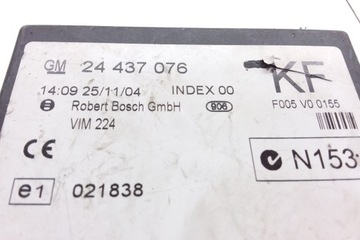 GM 24 437 076
KF
14:09 25/11/04 INDEX 00
F005 V0 0155
Robert Bosch GmbH 906
VIM 224
CE
N153
e1 021838